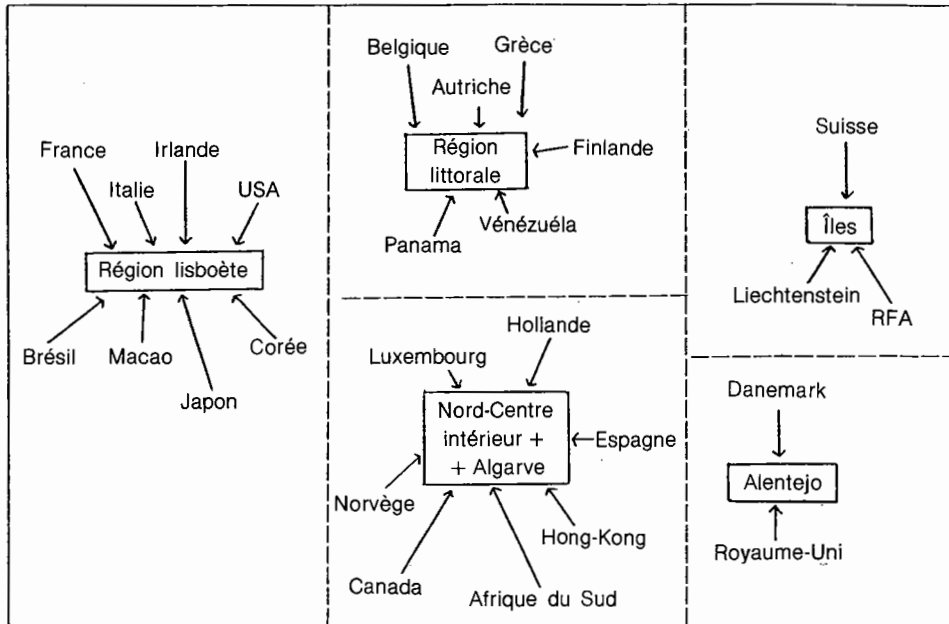 France
Irlande
Italie
USA
Région lisboète
Brésil
Macao
Corée
Japon
Belgique
Grèce
Autriche
Région
littorale
Finlande
Panama
Vénézuéla
Hollande
Luxembourg
Nord-Centre
intérieur +
+ Algarve
Espagne
Norvège
Hong-Kong
Canada
Afrique du Sud
Suisse
Îles
Liechtenstein
RFA
Danemark
Alentejo
Royaume-Uni